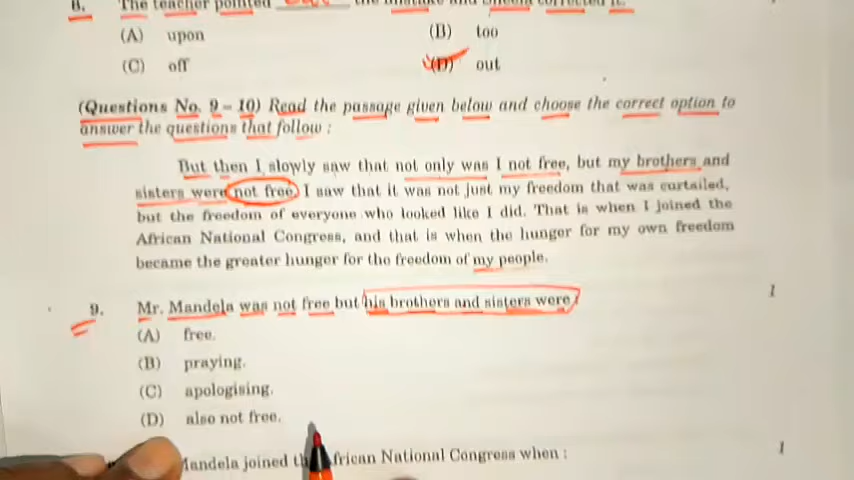 8. The teacher pointed ______ the mistake and Sheela corrected it.
(A) upon (B) too
(C) off (D) out
(Questions No. 9 – 10) Read the passage given below and choose the correct option to
answer the questions that follow :
But then I slowly saw that not only was I not free, but my brothers and
sisters were not free. I saw that it was not just my freedom that was curtailed,
but the freedom of everyone who looked like I did. That is when I joined the
African National Congress, and that is when the hunger for my own freedom
became the greater hunger for the freedom of my people.
9. Mr. Mandela was not free but his brothers and sisters were 1
(A) free.
(B) praying.
(C) apologising.
(D) also not free.
Mandela joined the African National Congress when : 1